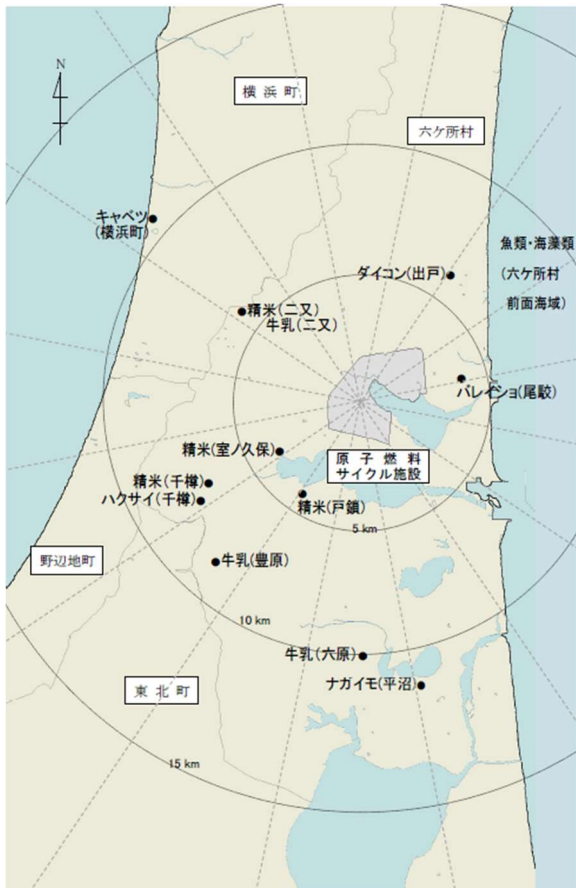 N
横浜町
六ケ所村
キャベツ
(横浜町)
魚類・海藻類
(六ケ所村
前面海域)
ダイコン(出戸)
精米(二又)
牛乳(二又)
バレイショ(尾駮)
精米(室ノ久保)
原子燃料
サイクル施設
精米(千樽)
ハクサイ(千樽)
精米(戸鎖)
5 km
野辺地町
牛乳(豊原)
10 km
牛乳(六原)
ナガイモ(平沼)
東北町
15 km